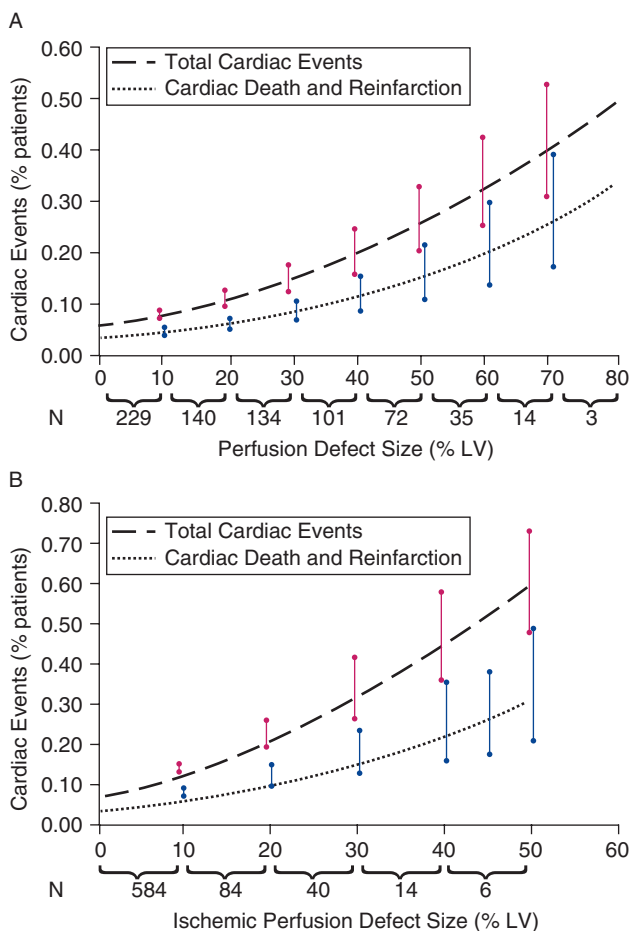 A
Total Cardiac Events
Cardiac Death and Reinfarction
Cardiac Events (% patients)
0.60
0.50
0.40
0.30
0.20
0.10
0.00
0 10 20 30 40 50 60 70 80
N 229 140 134 101 72 35 14 3
Perfusion Defect Size (% LV)
B
Total Cardiac Events
Cardiac Death and Reinfarction
Cardiac Events (% patients)
0.80
0.70
0.60
0.50
0.40
0.30
0.20
0.10
0.00
0 10 20 30 40 50 60
N 584 84 40 14 6
Ischemic Perfusion Defect Size (% LV)